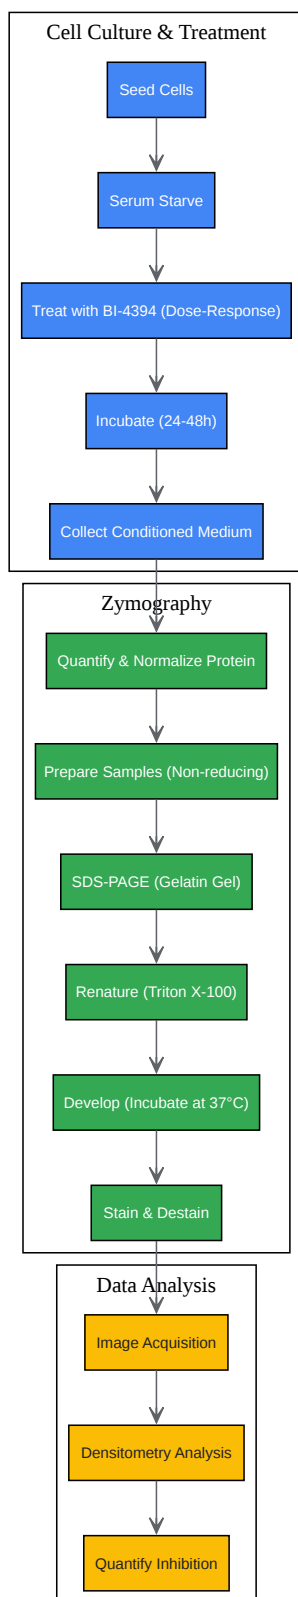 Cell Culture & Treatment
Seed Cells
Serum Starve
Treat with BI-4394 (Dose-Response)
Incubate (24-48h)
Collect Conditioned Medium
Zymography
Quantify & Normalize Protein
Prepare Samples (Non-reducing)
SDS-PAGE (Gelatin Gel)
Renature (Triton X-100)
Develop (Incubate at 37°C)
Stain & Destain
Data Analysis
Image Acquisition
Densitometry Analysis
Quantify Inhibition